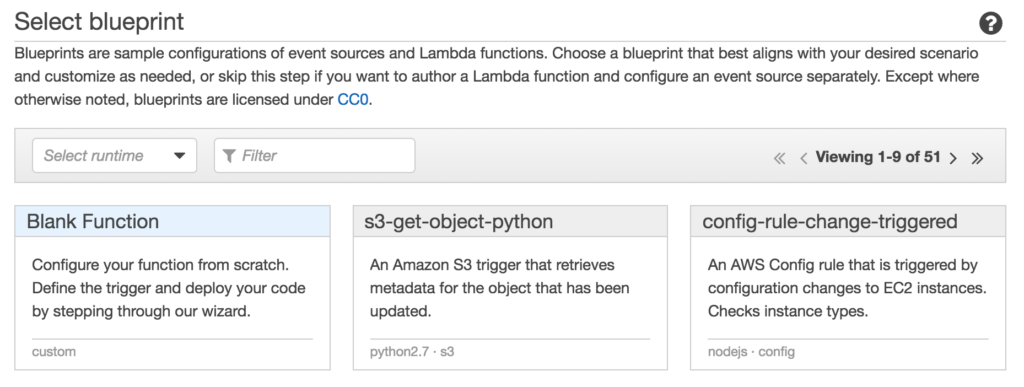 Select blueprint
?
Blueprints are sample configurations of event sources and Lambda functions. Choose a blueprint that best aligns with your desired scenario
and customize as needed, or skip this step if you want to author a Lambda function and configure an event source separately. Except where
otherwise noted, blueprints are licensed under CC0.
Select runtime Filter « ‹ Viewing 1-9 of 51 › »
Blank Function
Configure your function from scratch.
Define the trigger and deploy your code
by stepping through our wizard.
custom
s3-get-object-python
An Amazon S3 trigger that retrieves
metadata for the object that has been
updated.
python2.7 · s3
config-rule-change-triggered
An AWS Config rule that is triggered by
configuration changes to EC2 instances.
Checks instance types.
nodejs · config